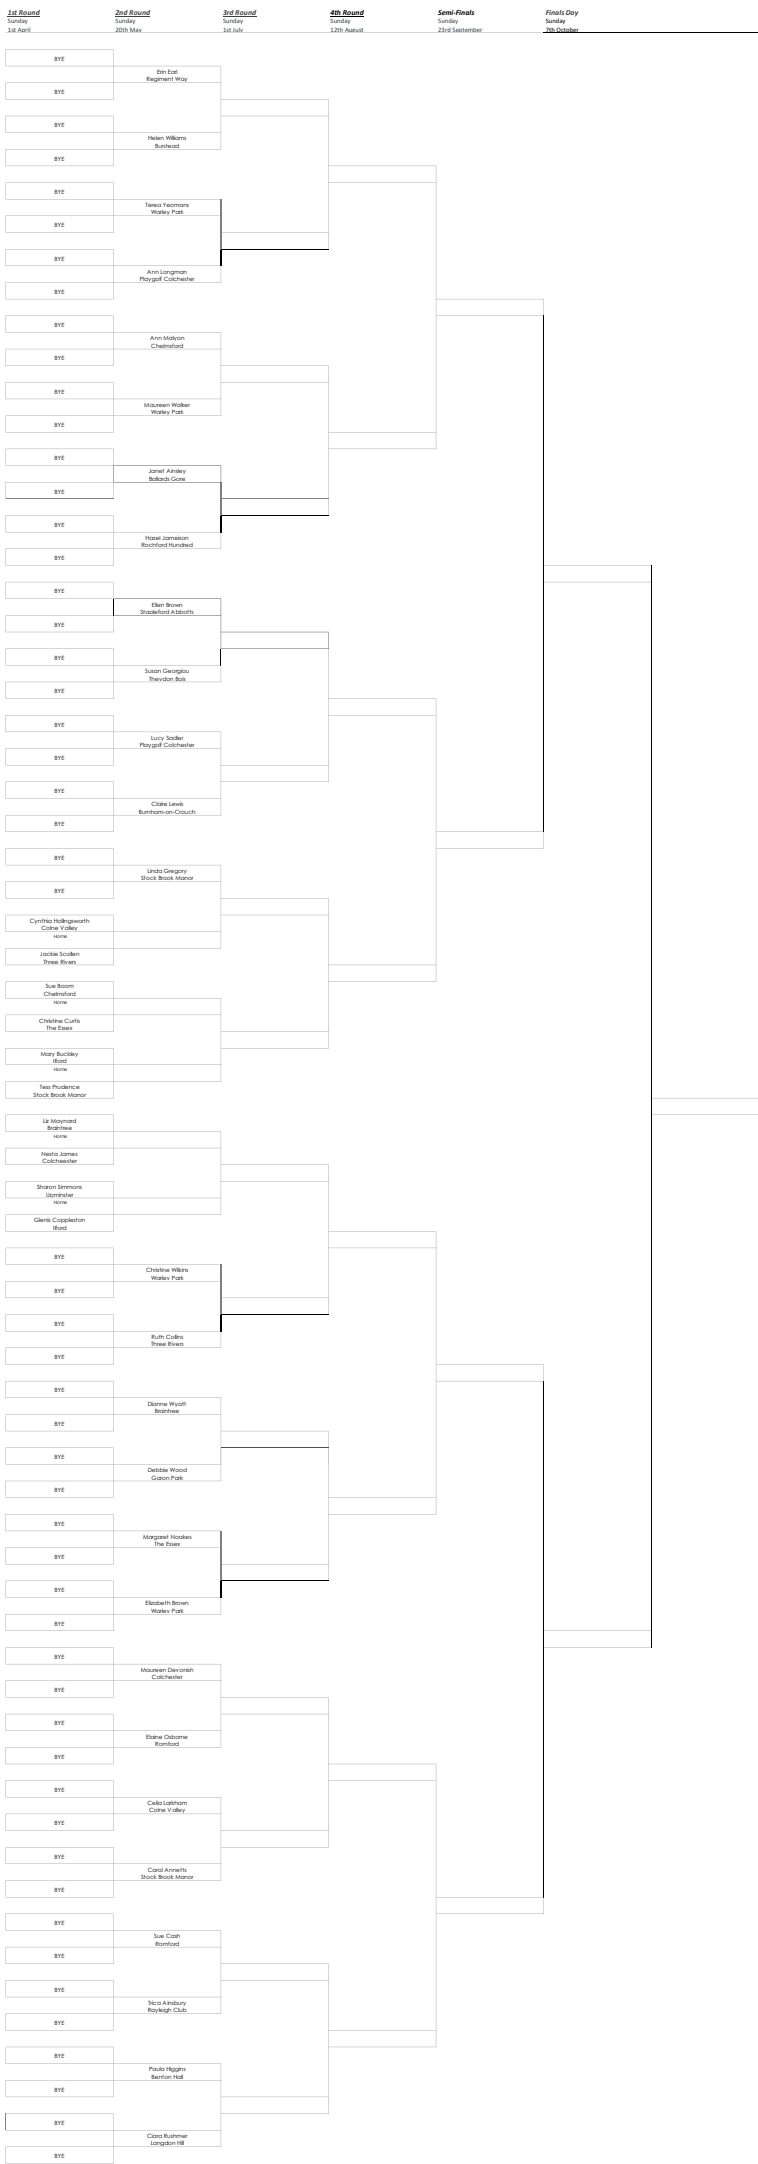 1st Round
Sunday
1st April
2nd Round
Sunday
20th May
3rd Round
Sunday
1st July
4th Round
Sunday
12th August
Semi-Finals
Sunday
23rd September
Finals Day
Sunday
7th October
BYE
Erin Earl
Regiment Way
BYE
BYE
Helen Williams
Burstead
BYE
BYE
Teresa Yeomans
Warley Park
BYE
BYE
Ann Longman
Playgolf Colchester
BYE
BYE
Ann Malyon
Chelmsford
BYE
BYE
Maureen Walker
Warley Park
BYE
BYE
Janet Ainsley
Ballards Gore
BYE
BYE
Hazel Jameison
Rochford Hundred
BYE
BYE
Ellen Brown
Stapleford Abbotts
BYE
BYE
Susan Georgiou
Theydon Bois
BYE
BYE
Lucy Sadler
Playgolf Colchester
BYE
BYE
Claire Lewis
Burnham-on-Crouch
BYE
BYE
Linda Gregory
Stock Brook Manor
BYE
Cynthia Hollingsworth
Colne Valley
Home
Jackie Scollen
Three Rivers
Sue Boom
Chelmsford
Home
Christine Curtis
The Essex
Mary Buckley
Ilford
Home
Tess Prudence
Stock Brook Manor
Liz Maynard
Braintree
Home
Nesta James
Colcheester
Sharon Simmons
Upminster
Home
Glenis Coppleston
Ilford
BYE
Christine Wilkins
Warley Park
BYE
BYE
Ruth Collins
Three Rivers
BYE
BYE
Dianne Wyatt
Braintree
BYE
BYE
Debbie Wood
Garon Park
BYE
BYE
Margaret Noakes
The Essex
BYE
BYE
Elizabeth Brown
Warley Park
BYE
BYE
Maureen Devonish
Colchester
BYE
BYE
Elaine Osborne
Romford
BYE
BYE
Celia Larkham
Colne Valley
BYE
BYE
Carol Annetts
Stock Brook Manor
BYE
BYE
Sue Cash
Romford
BYE
BYE
Trica Ainsbury
Rayleigh Club
BYE
BYE
Paula Higgins
Benton Hall
BYE
BYE
Ciara Rushmer
Langdon Hill
BYE